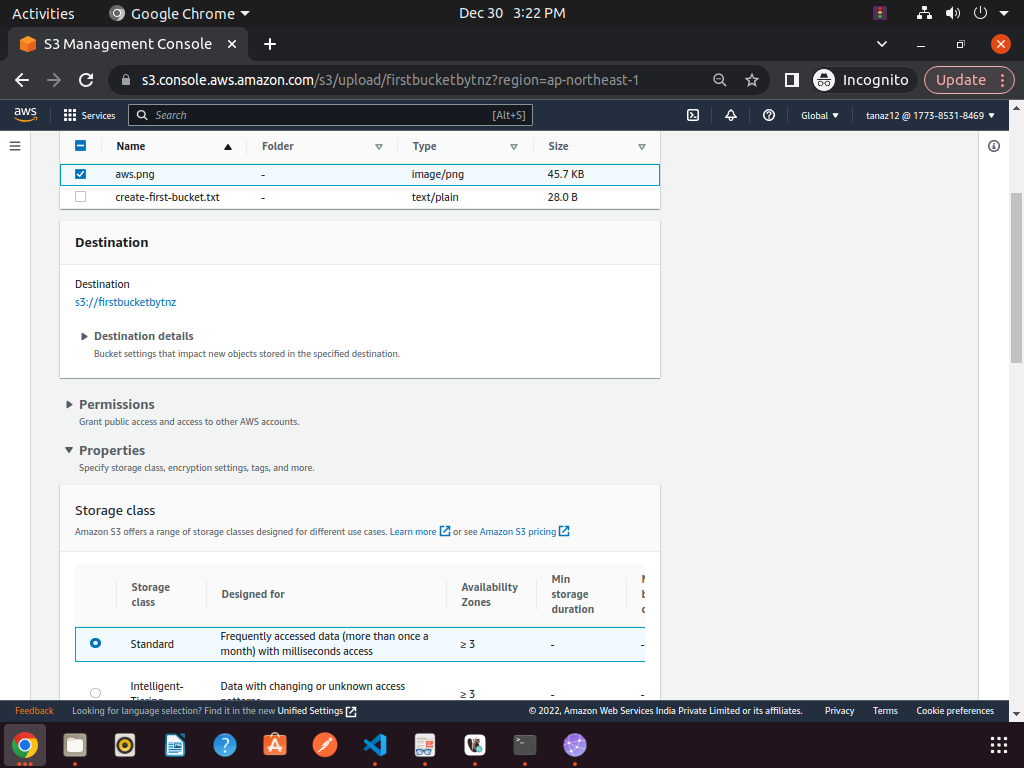 Activities Google Chrome Dec 30 3:22 PM
S3 Management Console
s3.console.aws.amazon.com/s3/upload/firstbucketbytnz?region=ap-northeast-1 Incognito Update
aws Services Search [Alt+S] Global tanaz12 @ 1773-8531-8469
Name Folder Type Size
aws.png - image/png 45.7 KB
create-first-bucket.txt - text/plain 28.0 B
Destination
Destination
s3://firstbucketbytnz
Destination details
Bucket settings that impact new objects stored in the specified destination.
Permissions
Grant public access and access to other AWS accounts.
Properties
Specify storage class, encryption settings, tags, and more.
Storage class
Amazon S3 offers a range of storage classes designed for different use cases. Learn more or see Amazon S3 pricing
Storage class Designed for Availability Zones Min storage duration
Standard Frequently accessed data (more than once a month) with milliseconds access ≥ 3 - -
Intelligent-Tiering Data with changing or unknown access patterns ≥ 3 - -
Feedback Looking for language selection? Find it in the new Unified Settings © 2022, Amazon Web Services India Private Limited or its affiliates. Privacy Terms Cookie preferences